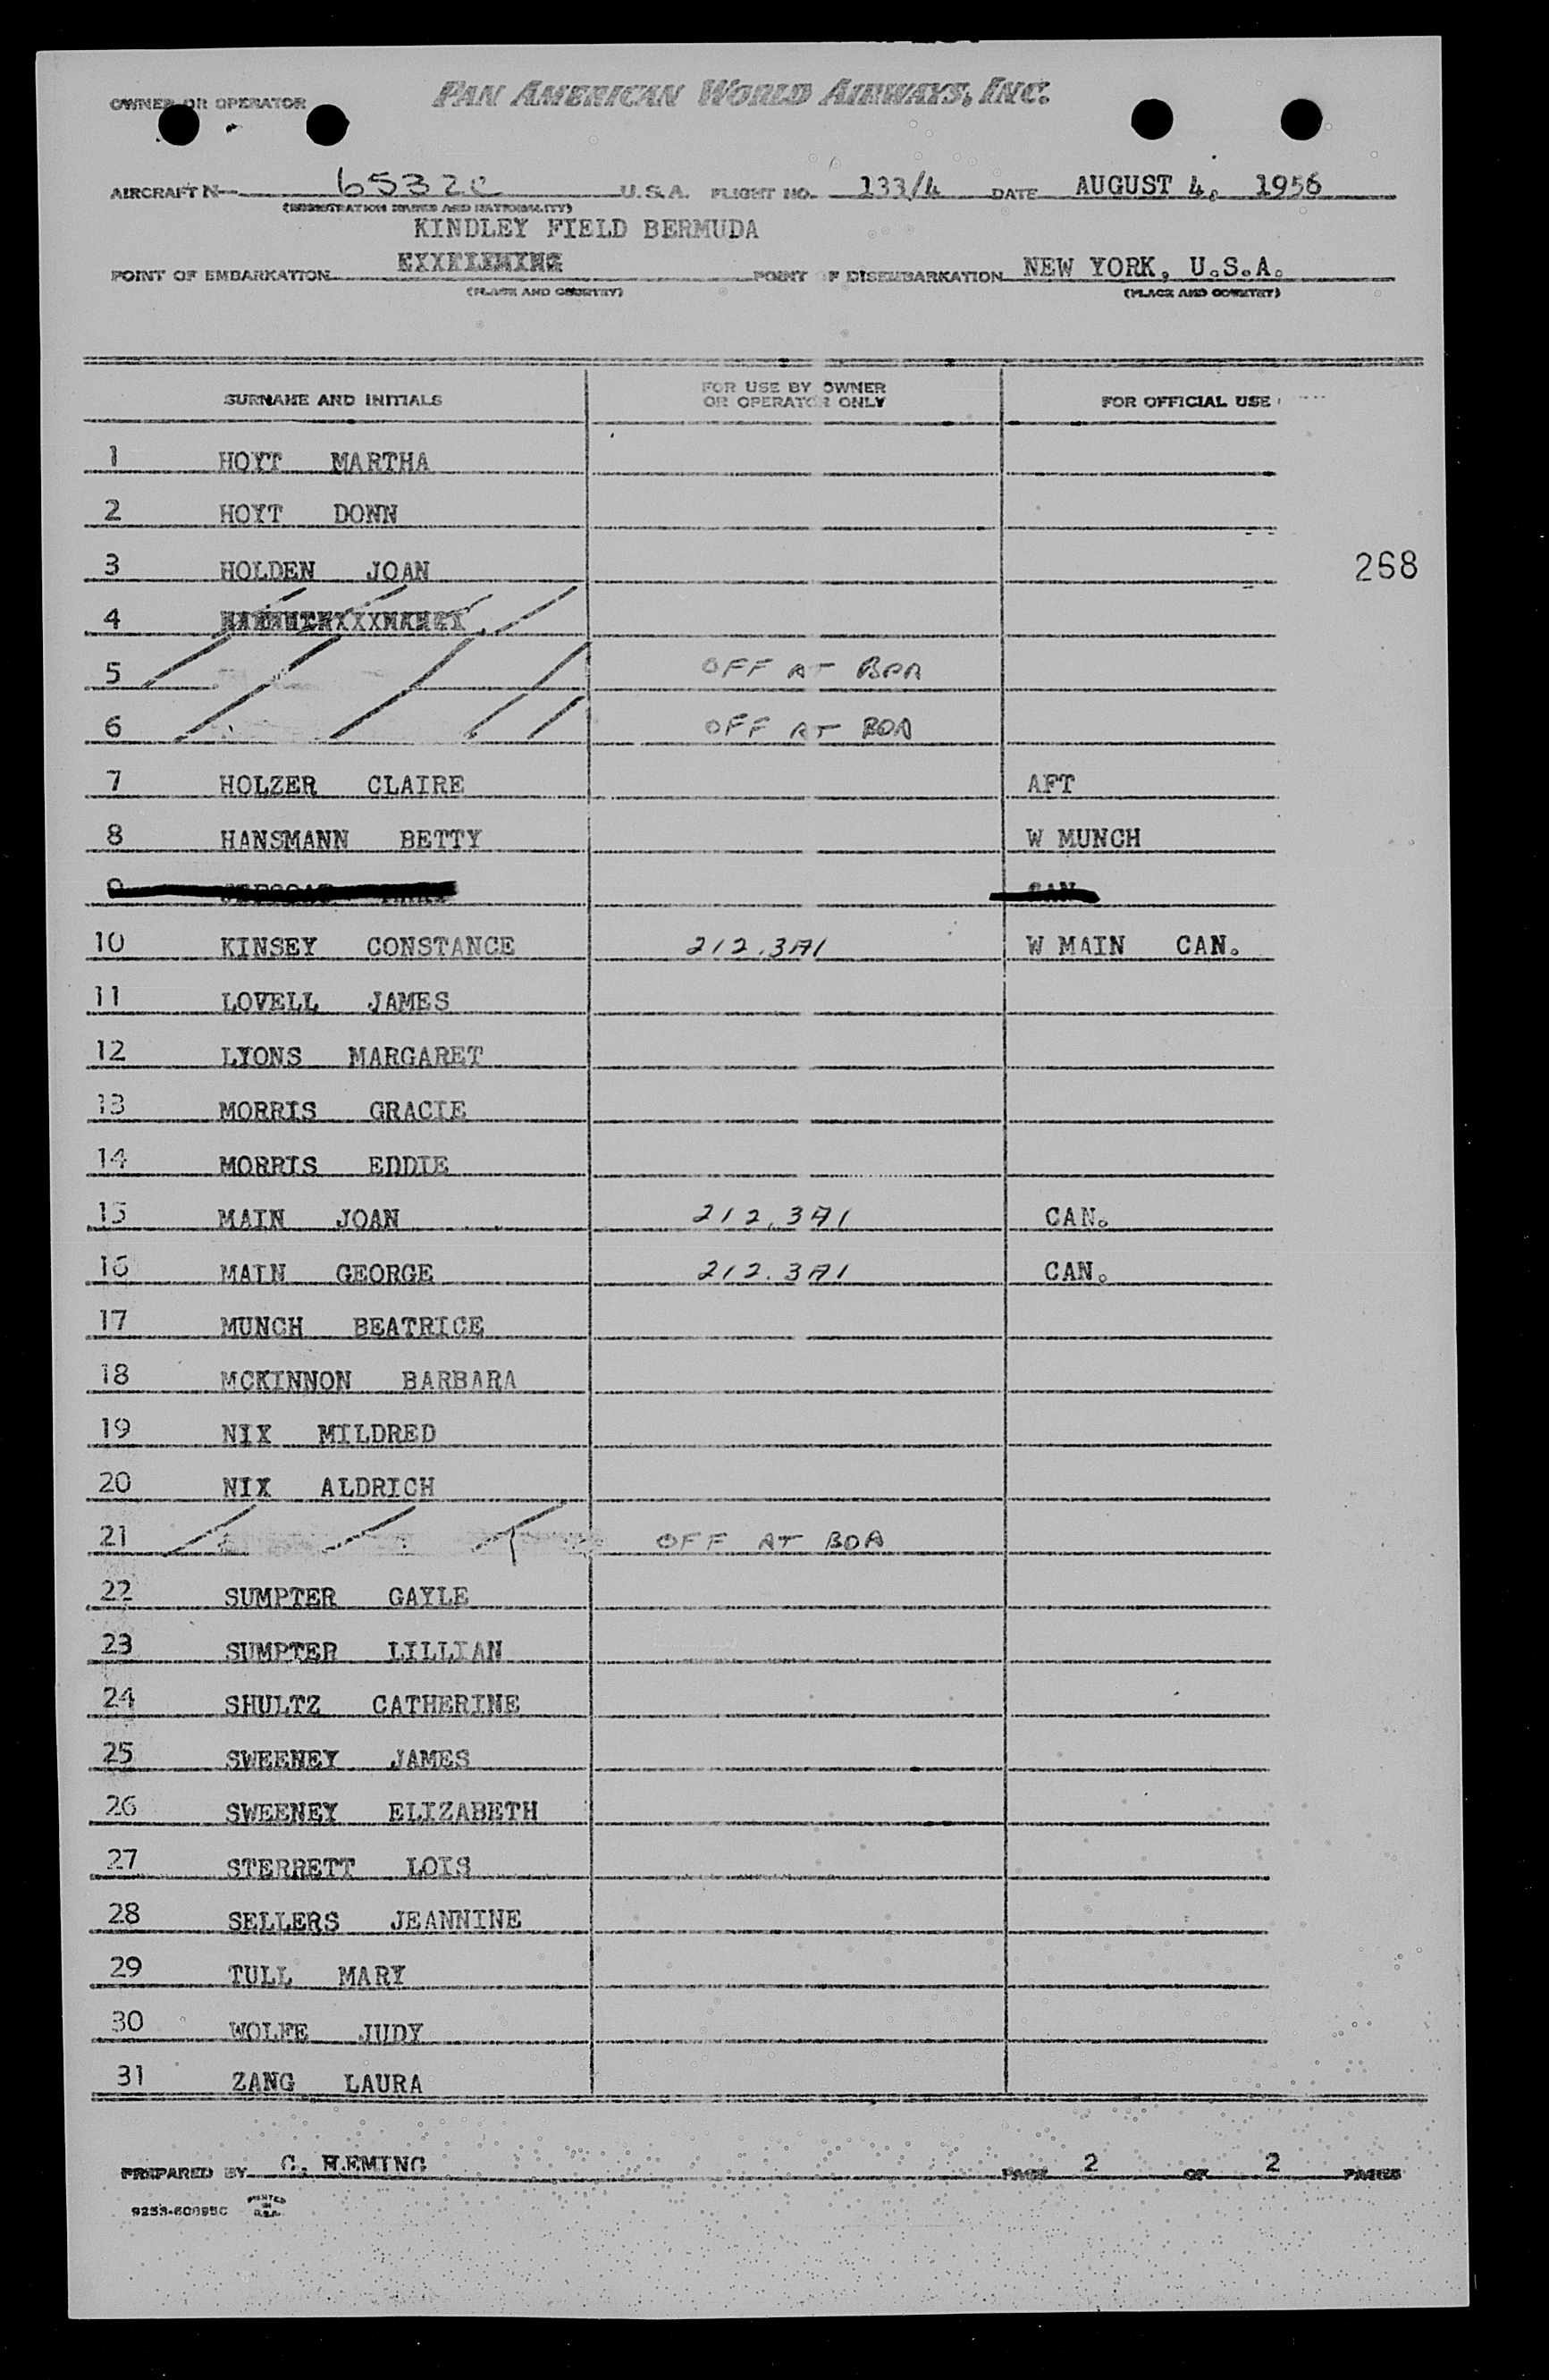 OWNER OR OPERATOR PAN AMERICAN WORLD AIRWAYS, INC.
AIRCRAFT N 6532C U.S.A. FLIGHT NO. 133/4 DATE AUGUST 4, 1956
(REGISTRATION MARKS AND NATIONALITY)
KINDLEY FIELD BERMUDA
POINT OF EMBARKATION POINT OF DISEMBARKATION NEW YORK, U.S.A.
(PLACE AND COUNTRY) (PLACE AND COUNTRY)
SURNAME AND INITIALS FOR USE BY OWNER OR OPERATOR ONLY FOR OFFICIAL USE
1 HOYT MARTHA
2 HOYT DONN
3 HOLDEN JOAN
268
4
5 OFF AT BDA
6 OFF AT BDA
7 HOLZER CLAIRE AFT
8 HANSMANN BETTY W MUNCH
9 CAN
10 KINSEY CONSTANCE 212.3A1 W MAIN CAN.
11 LOVELL JAMES
12 LYONS MARGARET
13 MORRIS GRACIE
14 MORRIS EDDIE
15 MAIN JOAN 212.3A1 CAN.
16 MAIN GEORGE 212.3A1 CAN.
17 MUNCH BEATRICE
18 MCKINNON BARBARA
19 NIX MILDRED
20 NIX ALDRICH
21 OFF AT BDA
22 SUMPTER GAYLE
23 SUMPTER LILLIAN
24 SHULTZ CATHERINE
25 SWEENEY JAMES
26 SWEENEY ELIZABETH
27 STERRETT LOIS
28 SELLERS JEANNINE
29 TULL MARY
30 WOLFE JUDY
31 ZANG LAURA
PREPARED BY C. PAGE 2 OF 2 PAGES
PRINTED IN U.S.A.